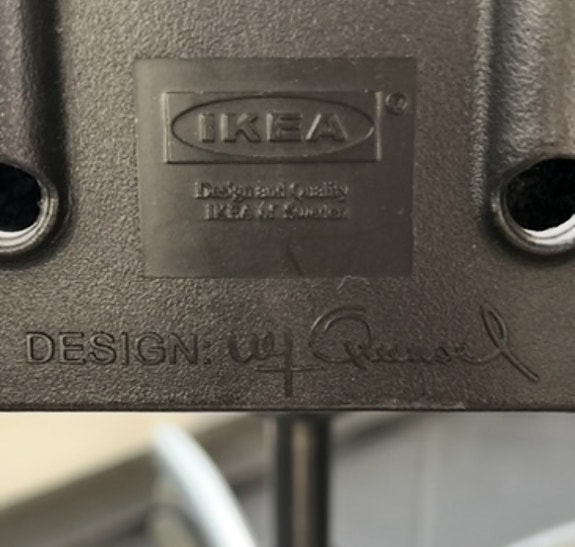 IKEA®
Design and Quality
IKEA of Sweden
DESIGN: